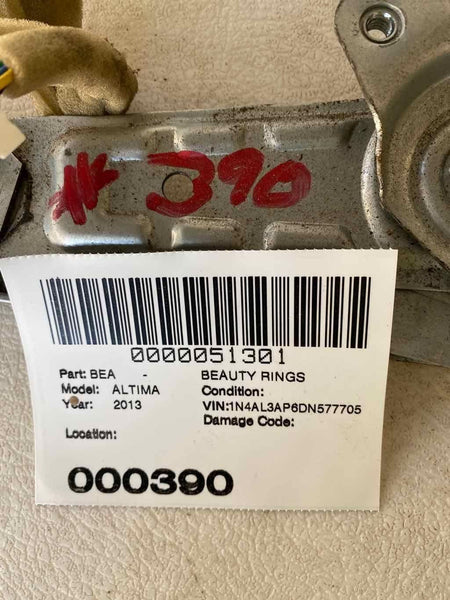 # 390
0000051301
Part: BEA - BEAUTY RINGS
Model: ALTIMA Condition:
Year: 2013 VIN:1N4AL3AP6DN577705
Damage Code:
Location:
000390